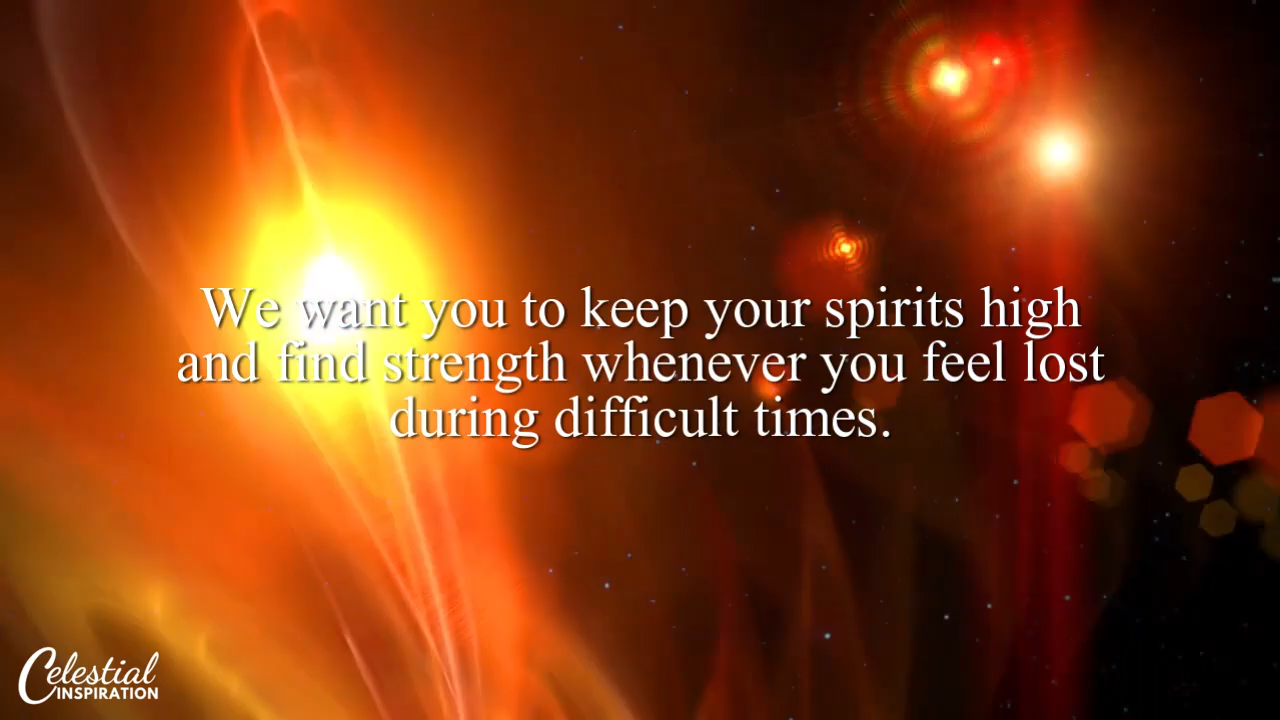 We want you to keep your spirits high
and find strength whenever you feel lost
during difficult times.
Celestial
INSPIRATION